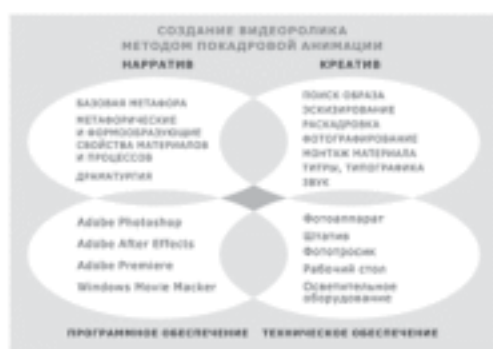 СОЗДАНИЕ ВИДЕОРОЛИКА
МЕТОДОМ ПОКАДРОВОЙ АНИМАЦИИ
НАРРАТИВ
КРЕАТИВ
БАЗОВАЯ МЕТАФОРА
МЕТАФОРИЧЕСКИЕ
И ФОРМООБРАЗУЮЩИЕ
СВОЙСТВА МАТЕРИАЛОВ
И ПРОЦЕССОВ
ДРАМАТУРГИЯ
ПОИСК ОБРАЗА
ЭСКИЗИРОВАНИЕ
РАСКАДРОВКА
ФОТОГРАФИРОВАНИЕ
МОНТАЖ МАТЕРИАЛА
ТИТРЫ, ТИПОГРАФИКА
ЗВУК
Adobe Photoshop
Adobe After Effects
Adobe Premiere
Windows Movie Macker
Фотоаппарат
Штатив
Фототросик
Рабочий стол
Осветительное
оборудование
ПРОГРАММНОЕ ОБЕСПЕЧЕНИЕ
ТЕХНИЧЕСКОЕ ОБЕСПЕЧЕНИЕ